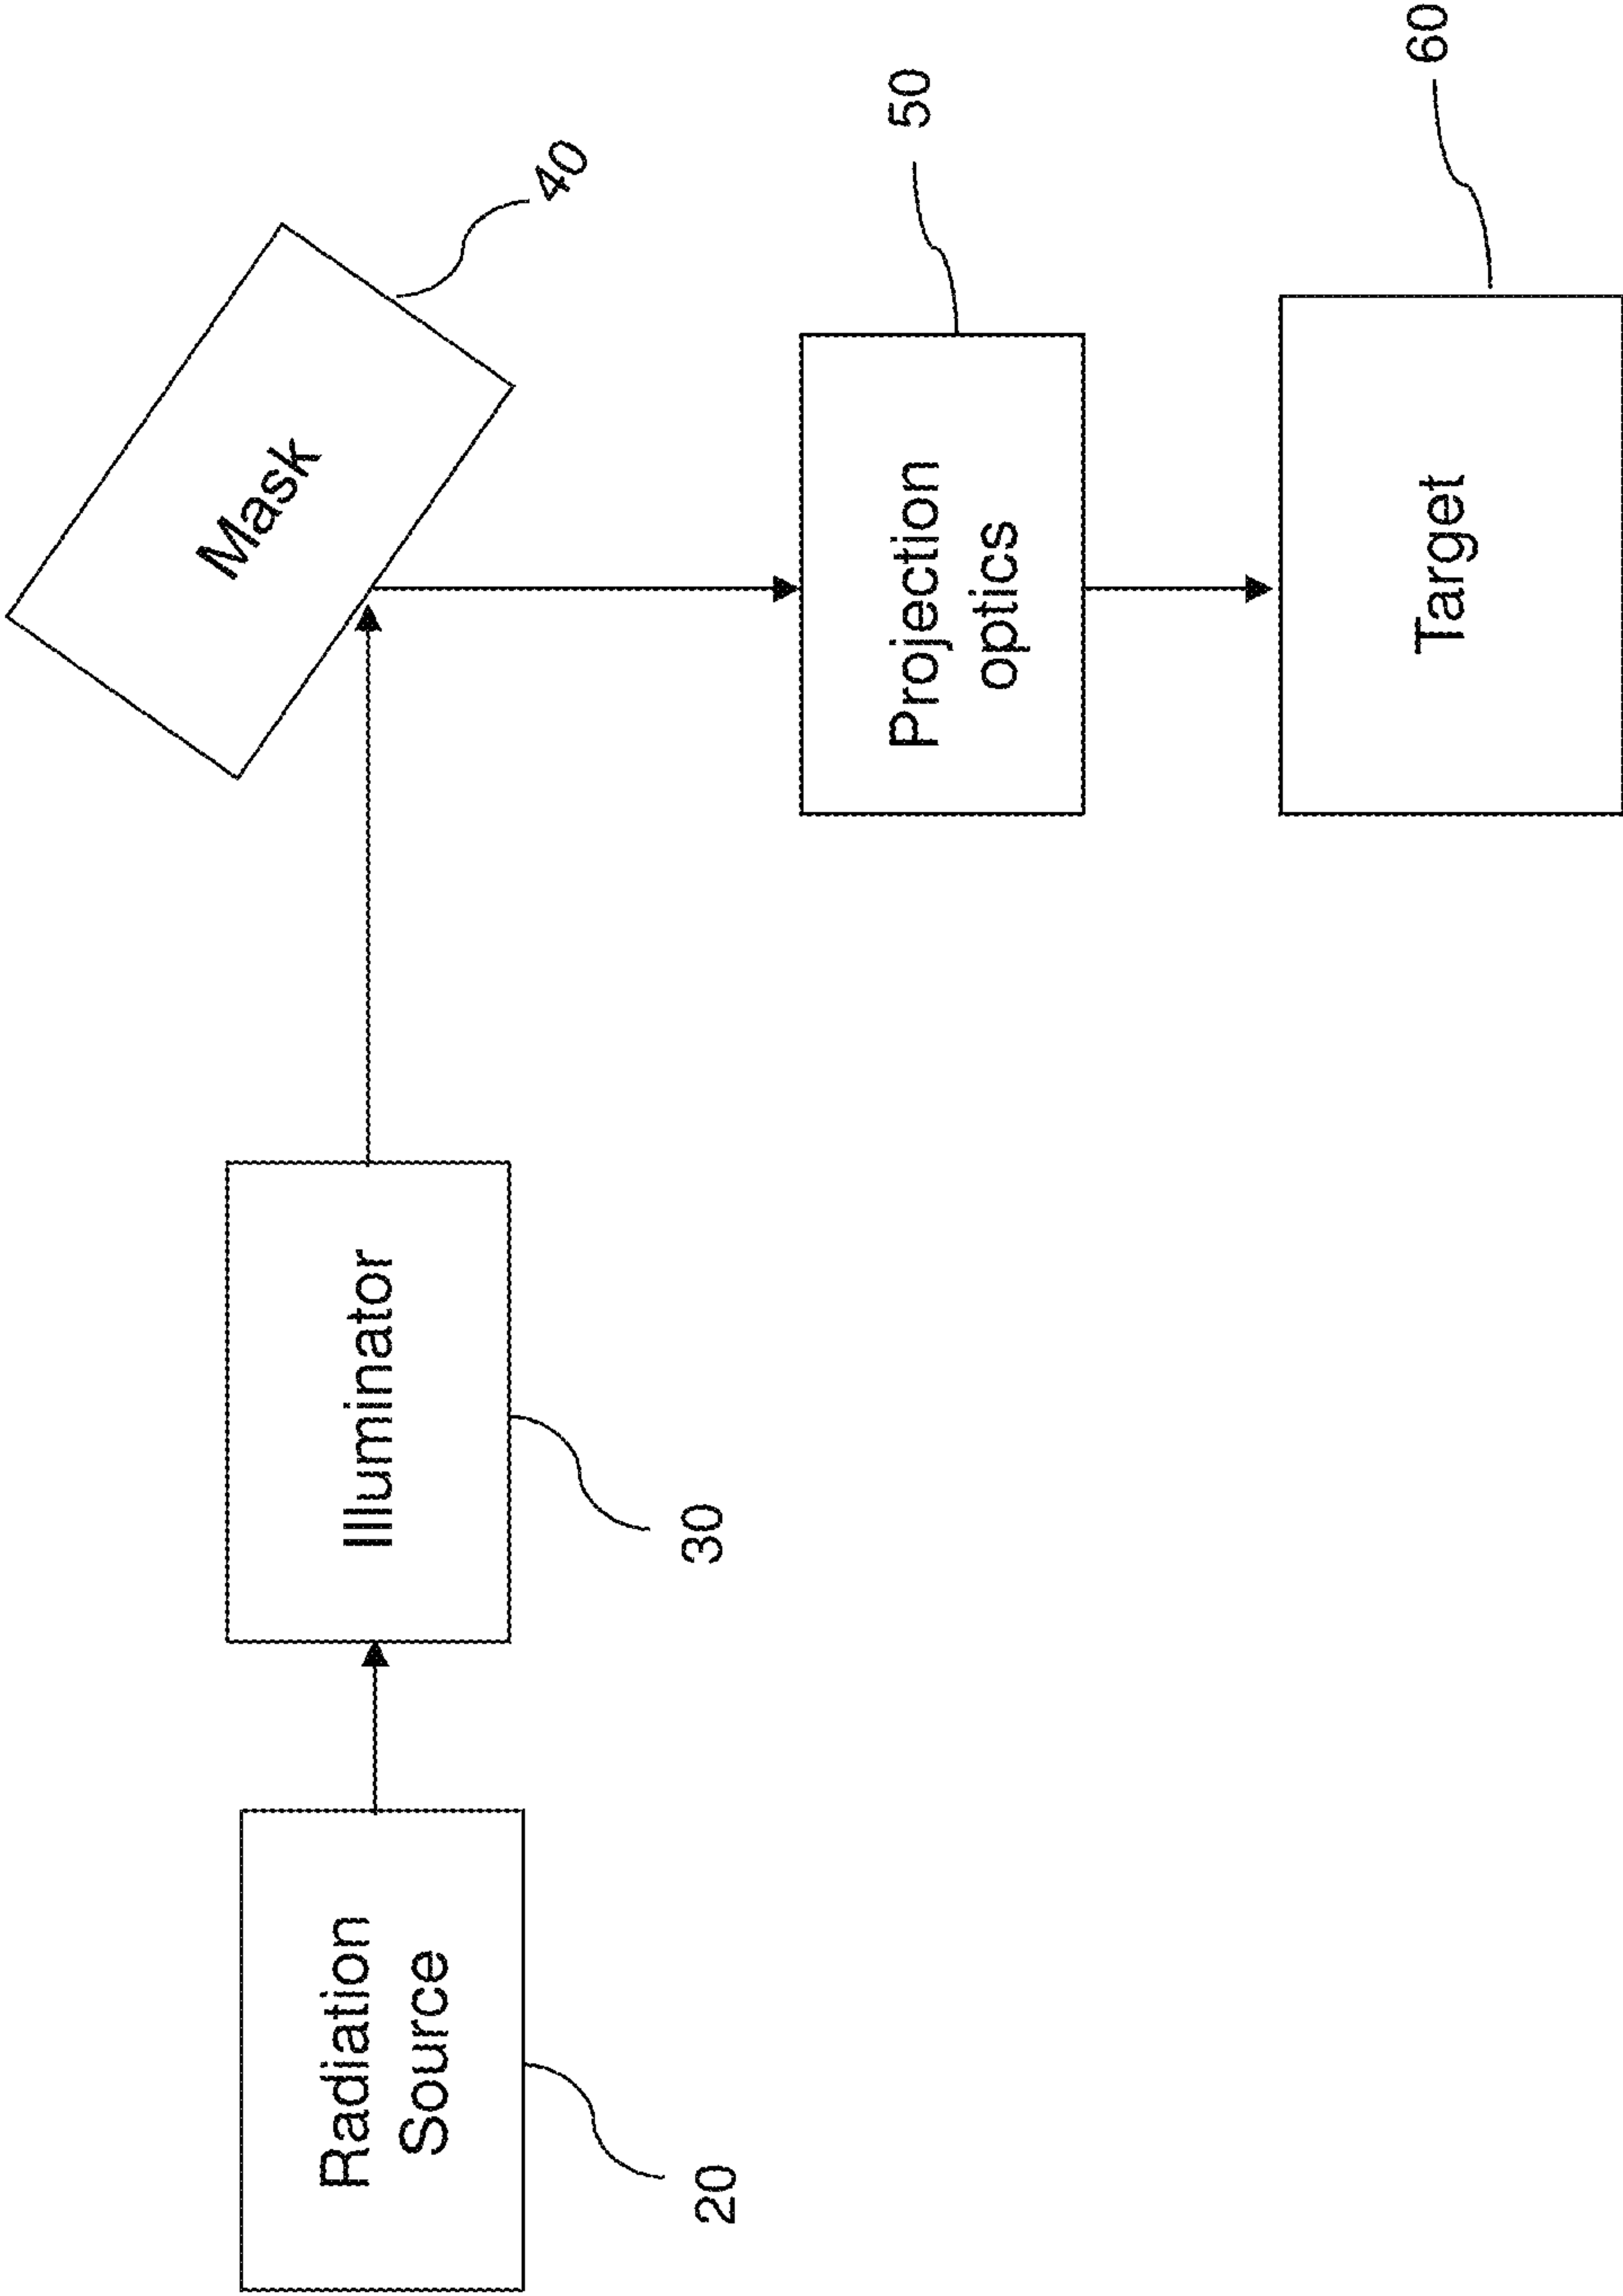 Radiation
Source
20
Illuminator
30
Mask
40
Projection
optics
50
Target
60